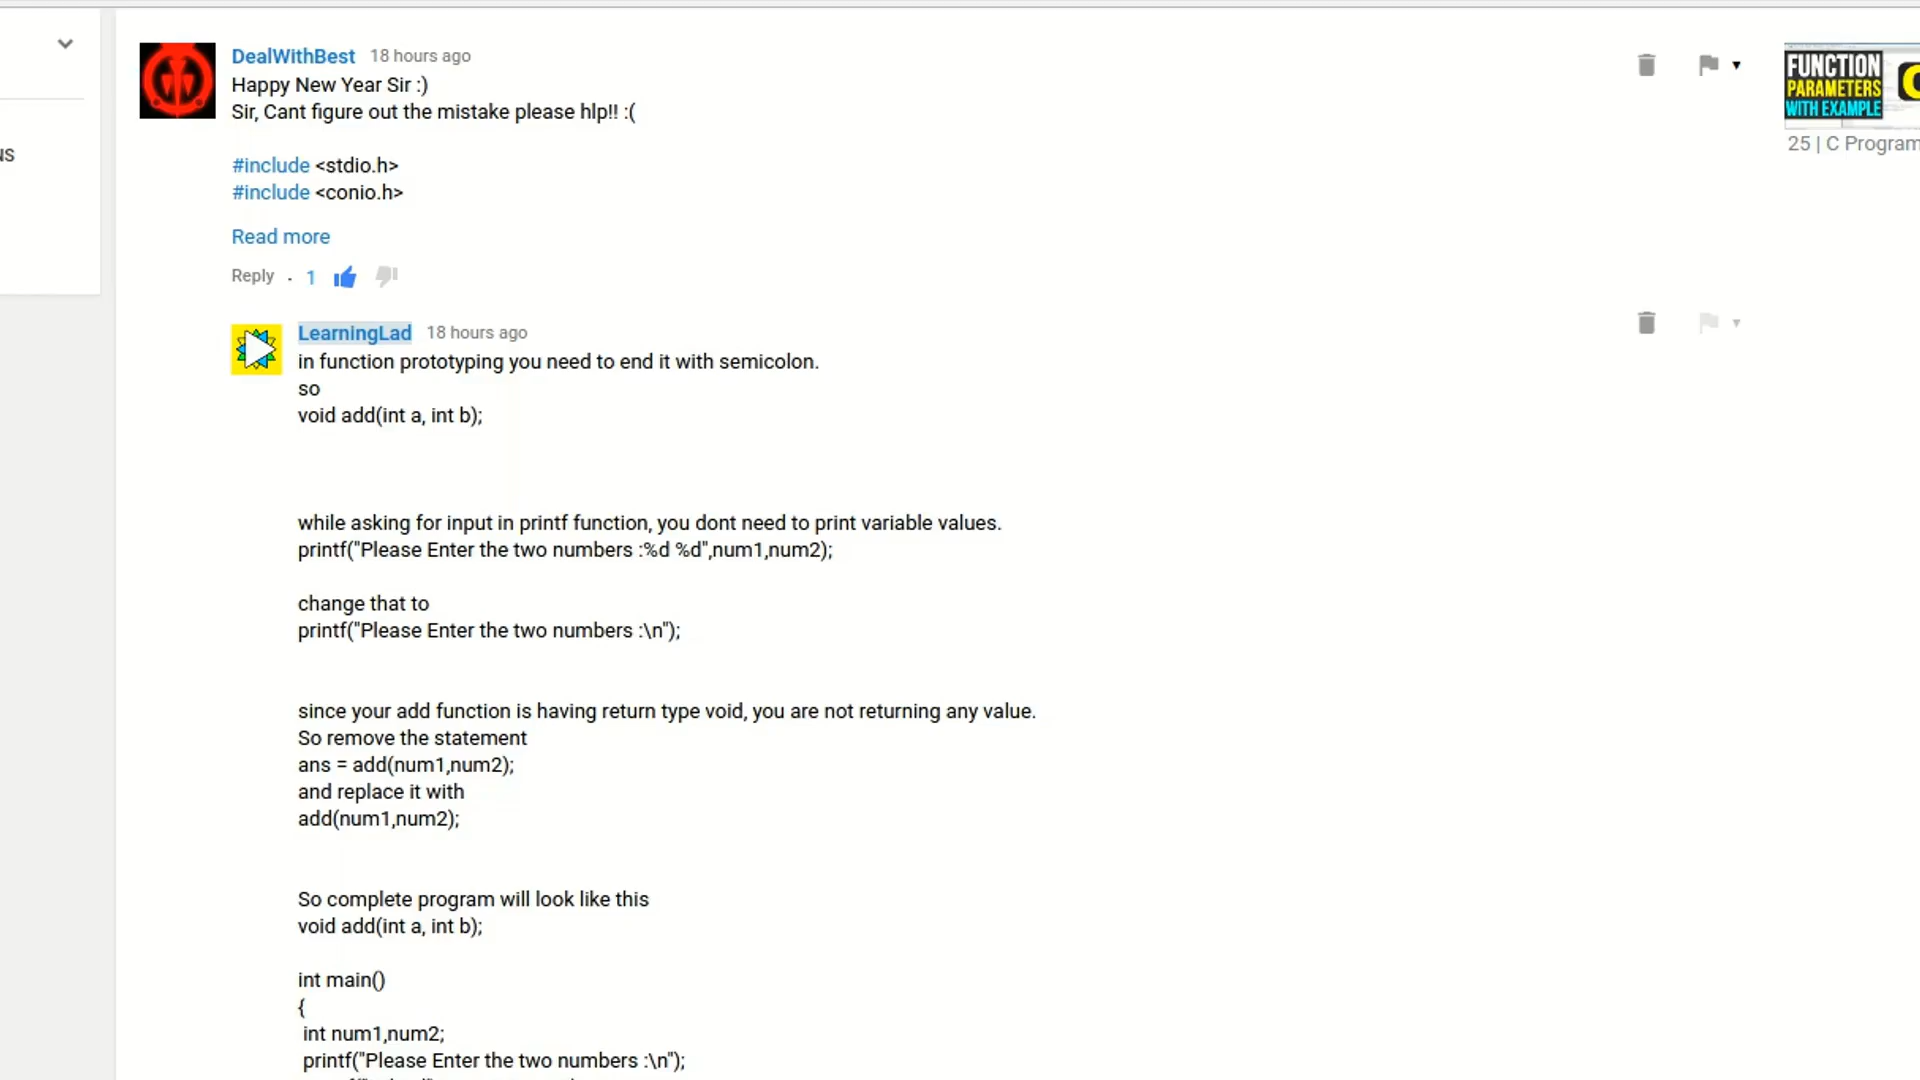 DealWithBest 18 hours ago
Happy New Year Sir :)
Sir, Cant figure out the mistake please hlp!! :(
#include <stdio.h>
#include <conio.h>
Read more
Reply . 1
LearningLad 18 hours ago
in function prototyping you need to end it with semicolon.
so
void add(int a, int b);
while asking for input in printf function, you dont need to print variable values.
printf("Please Enter the two numbers :%d %d",num1,num2);
change that to
printf("Please Enter the two numbers :\n");
since your add function is having return type void, you are not returning any value.
So remove the statement
ans = add(num1,num2);
and replace it with
add(num1,num2);
So complete program will look like this
void add(int a, int b);
int main()
{
int num1,num2;
printf("Please Enter the two numbers :\n");
FUNCTION
PARAMETERS
WITH EXAMPLE
25 | C Program